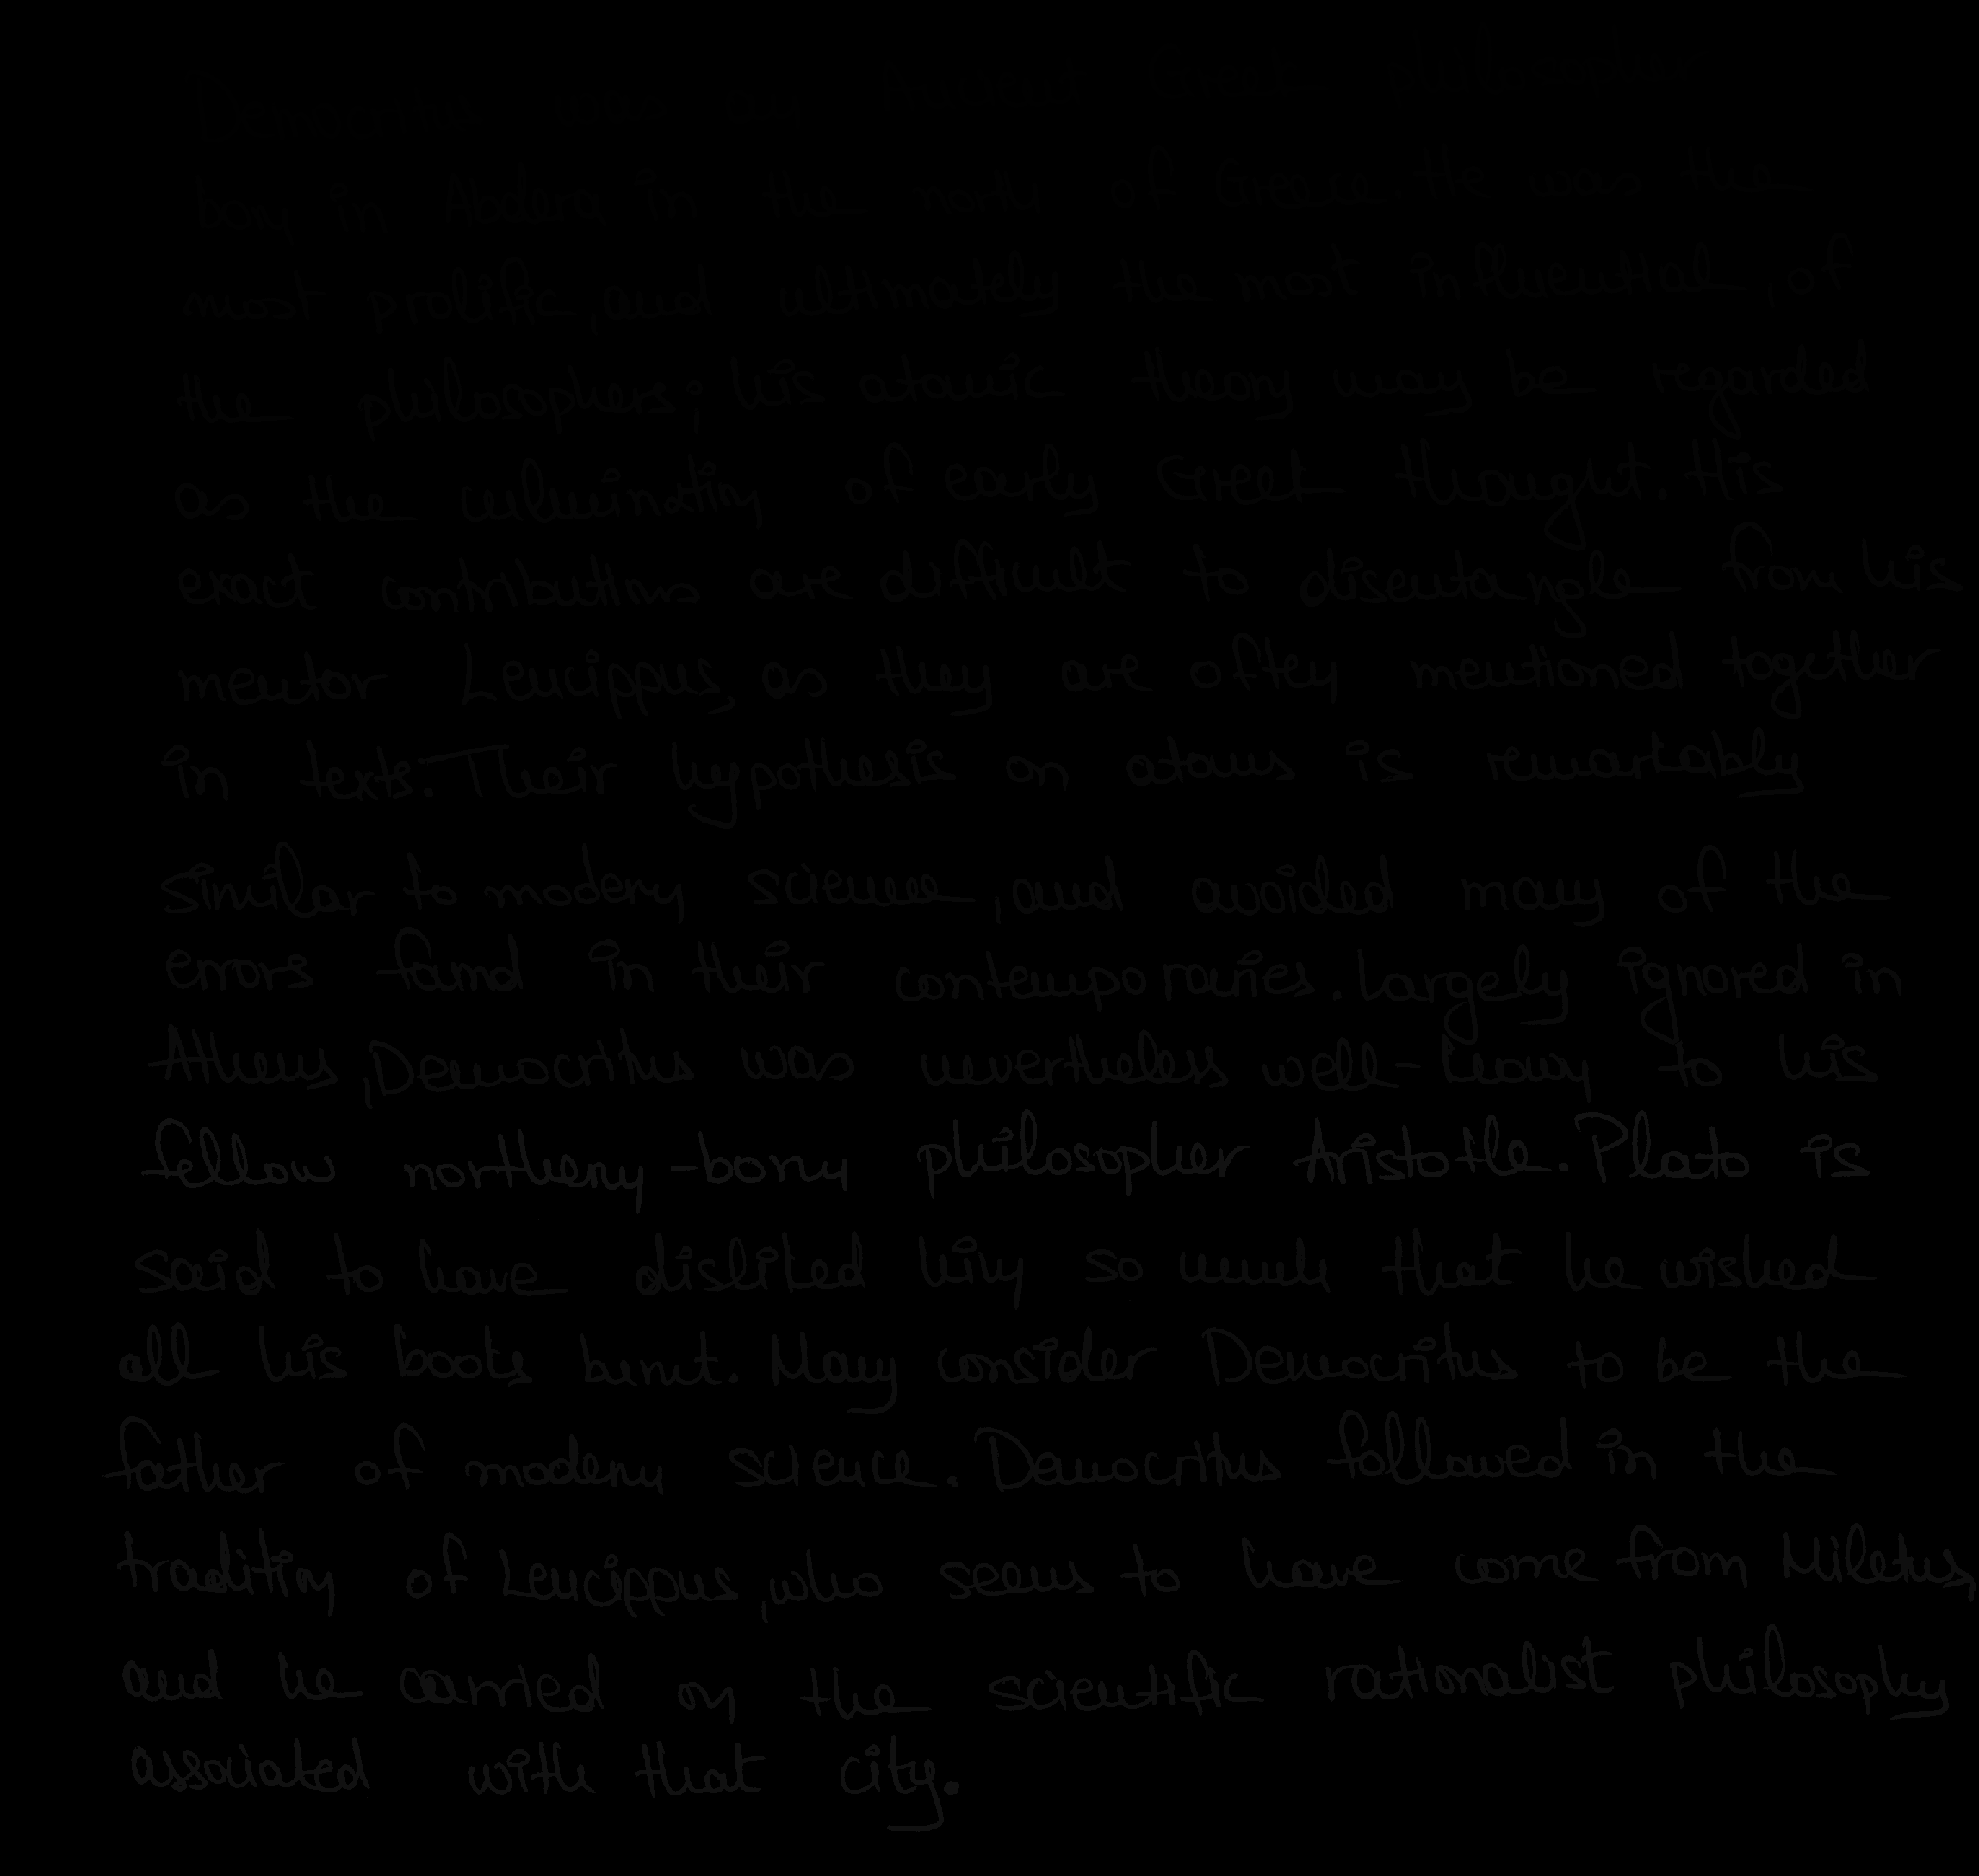 Democritus was an Ancient Greek philosopher
born in Abdera in the north of Greece. He was the
most prolific, and ultimately the most influential, of
the philosophers; his atomic theory may be regarded
as the culmination of early Greek thought. His
exact contributions are difficult to disentangle from his
mentor Leucippus, as they are often mentioned together
in texts. Their hypothesis on atoms is remarkably
similar to modern science, and avoided many of the
errors found in their contemporaries. Largely ignored in
Athens, Democritus was nevertheless well-known to his
fellow northern-born philosopher Aristotle. Plato is
said to have disliked him so much that he wished
all his books burnt. Many consider Democritus to be the
father of modern science. Democritus followed in the
tradition of Leucippus, who seems to have come from Miletus,
and he carried on the scientific rationalist philosophy
associated with that city.